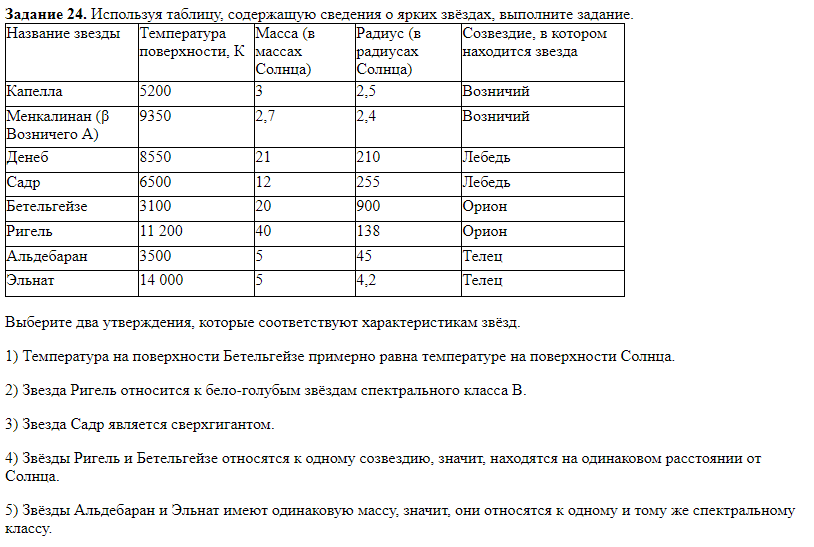 Задание 24. Используя таблицу, содержащую сведения о ярких звёздах, выполните задание.
Название звезды Температура поверхности, К Масса (в массах Солнца) Радиус (в радиусах Солнца) Созвездие, в котором находится звезда
Капелла 5200 3 2,5 Возничий
Менкалинан (β Возничего А) 9350 2,7 2,4 Возничий
Денеб 8550 21 210 Лебедь
Садр 6500 12 255 Лебедь
Бетельгейзе 3100 20 900 Орион
Ригель 11 200 40 138 Орион
Альдебаран 3500 5 45 Телец
Эльнат 14 000 5 4,2 Телец
Выберите два утверждения, которые соответствуют характеристикам звёзд.
1) Температура на поверхности Бетельгейзе примерно равна температуре на поверхности Солнца.
2) Звезда Ригель относится к бело-голубым звёздам спектрального класса В.
3) Звезда Садр является сверхгигантом.
4) Звёзды Ригель и Бетельгейзе относятся к одному созвездию, значит, находятся на одинаковом расстоянии от
Солнца.
5) Звёзды Альдебаран и Эльнат имеют одинаковую массу, значит, они относятся к одному и тому же спектральному
классу.